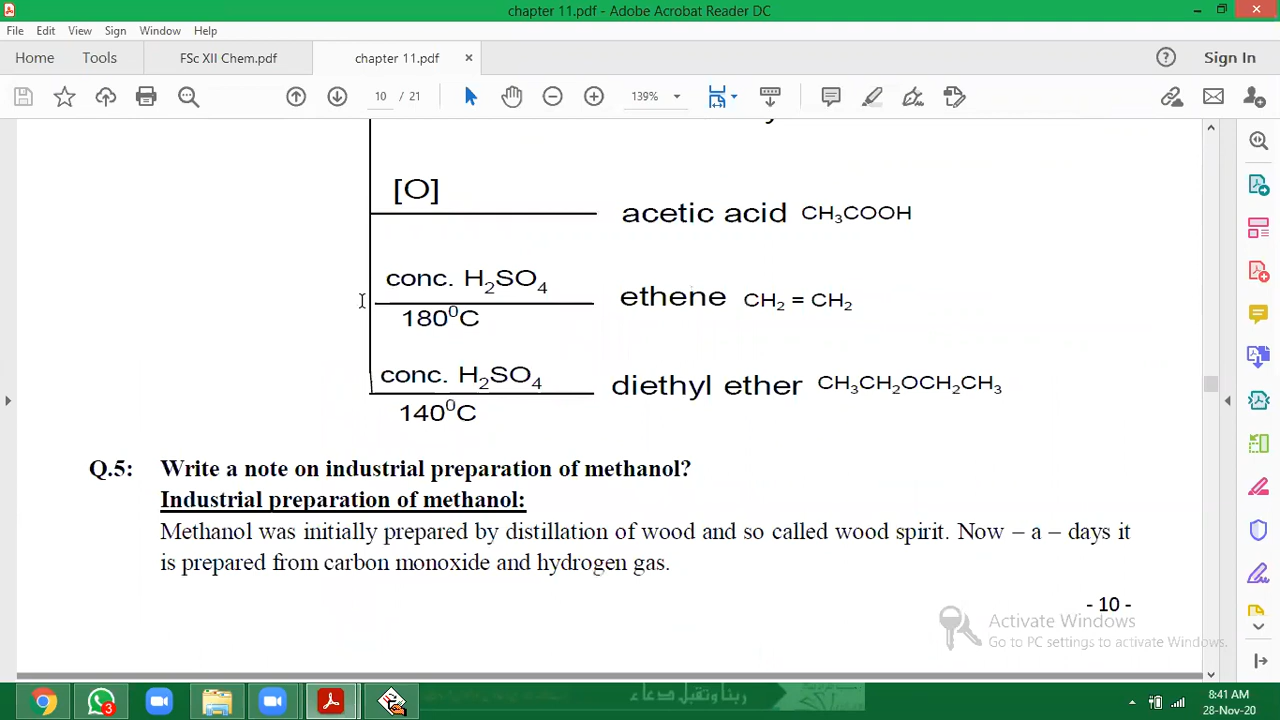 chapter 11.pdf - Adobe Acrobat Reader DC
File Edit View Sign Window Help
Home Tools FSc XII Chem.pdf chapter 11.pdf × Sign In
10 / 21 139%
[O]
acetic acid CH₃COOH
conc. H₂SO₄
ethene CH₂ = CH₂
180⁰C
conc. H₂SO₄
diethyl ether CH₃CH₂OCH₂CH₃
140⁰C
Q.5: Write a note on industrial preparation of methanol?
Industrial preparation of methanol:
Methanol was initially prepared by distillation of wood and so called wood spirit. Now – a – days it
is prepared from carbon monoxide and hydrogen gas.
- 10 -
Activate Windows
Go to PC settings to activate Windows.
3
ربنا وتقبل دعاء
8:41 AM
28-Nov-20